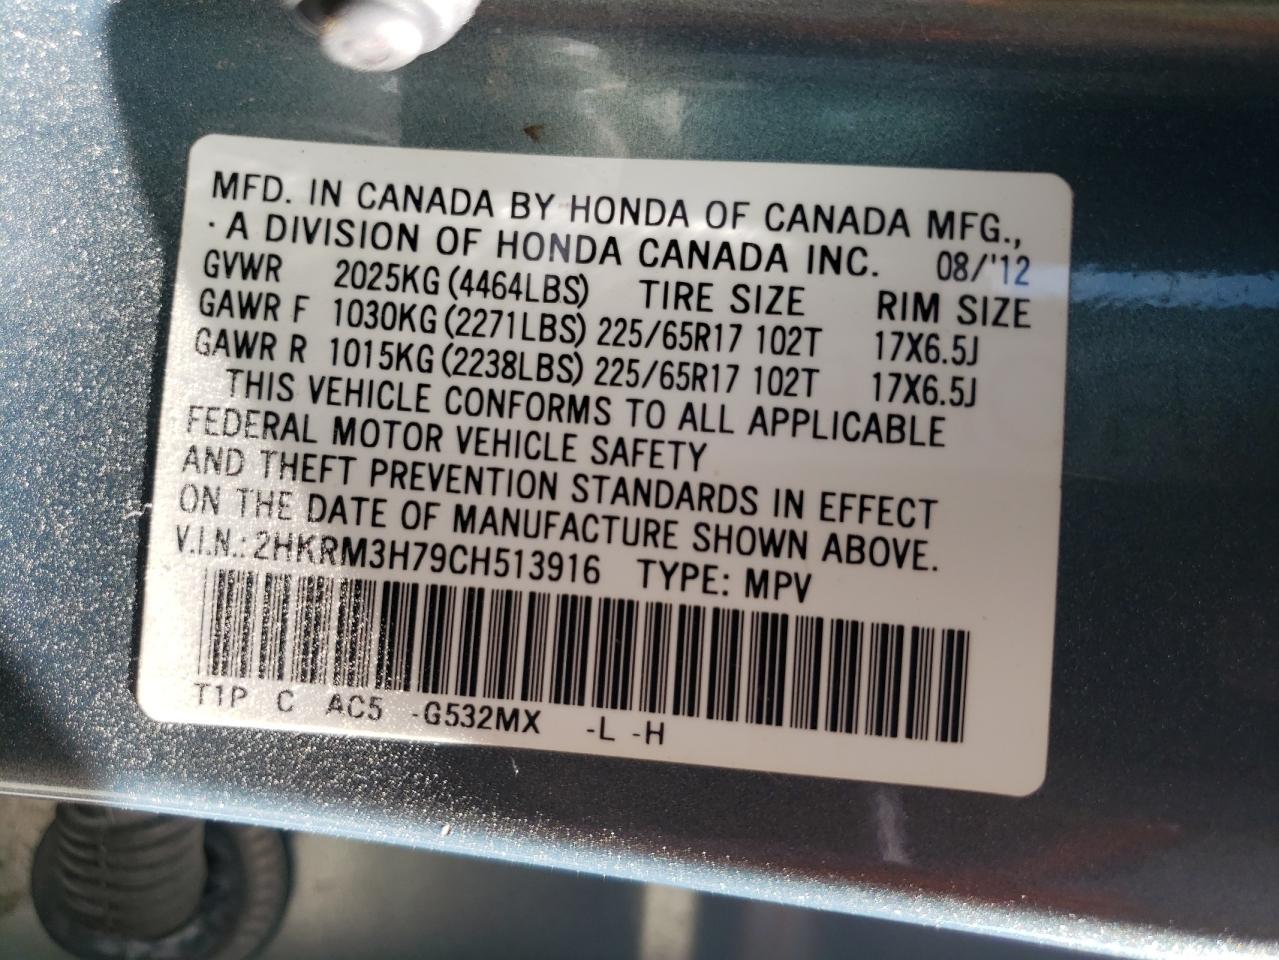 MFD. IN CANADA BY HONDA OF CANADA MFG.,
· A DIVISION OF HONDA CANADA INC. 08/'12
GVWR 2025KG (4464LBS) TIRE SIZE RIM SIZE
GAWR F 1030KG (2271LBS) 225/65R17 102T 17X6.5J
GAWR R 1015KG (2238LBS) 225/65R17 102T 17X6.5J
THIS VEHICLE CONFORMS TO ALL APPLICABLE
FEDERAL MOTOR VEHICLE SAFETY
AND THEFT PREVENTION STANDARDS IN EFFECT
ON THE DATE OF MANUFACTURE SHOWN ABOVE.
V.I.N.: 2HKRM3H79CH513916 TYPE: MPV
T1P C AC5 -G532MX -L -H